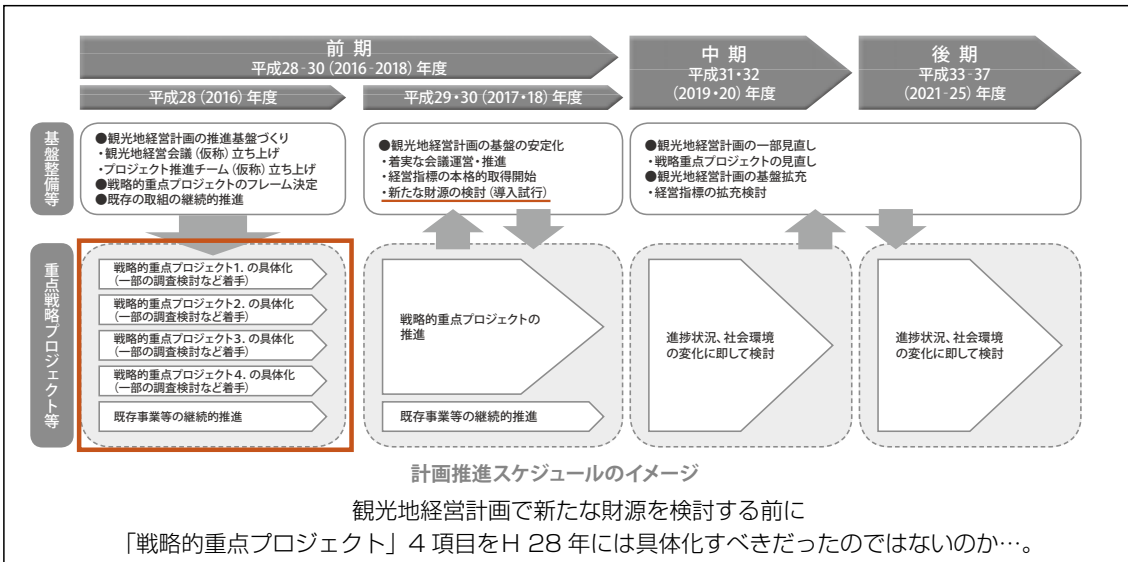 前 期
平成28-30 (2016-2018) 年度
中 期
平成31・32
(2019・20) 年度
後 期
平成33-37
(2021-25) 年度
平成28 (2016) 年度
平成29・30 (2017・18) 年度
基盤整備等
●観光地経営計画の推進基盤づくり
・観光地経営会議 (仮称) 立ち上げ
・プロジェクト推進チーム (仮称) 立ち上げ
●戦略的重点プロジェクトのフレーム決定
●既存の取組の継続的推進
●観光地経営計画の基盤の安定化
・着実な会議運営・推進
・経営指標の本格的取得開始
・新たな財源の検討 (導入試行)
●観光地経営計画の一部見直し
・戦略重点プロジェクトの見直し
●観光地経営計画の基盤拡充
・経営指標の拡充検討
重点戦略プロジェクト等
戦略的重点プロジェクト1. の具体化
(一部の調査検討など着手)
戦略的重点プロジェクト2. の具体化
(一部の調査検討など着手)
戦略的重点プロジェクト3. の具体化
(一部の調査検討など着手)
戦略的重点プロジェクト4. の具体化
(一部の調査検討など着手)
既存事業等の継続的推進
戦略的重点プロジェクトの
推進
既存事業等の継続的推進
進捗状況、社会環境
の変化に即して検討
進捗状況、社会環境
の変化に即して検討
計画推進スケジュールのイメージ
観光地経営計画で新たな財源を検討する前に
「戦略的重点プロジェクト」4 項目をH 28 年には具体化すべきだったのではないのか…。